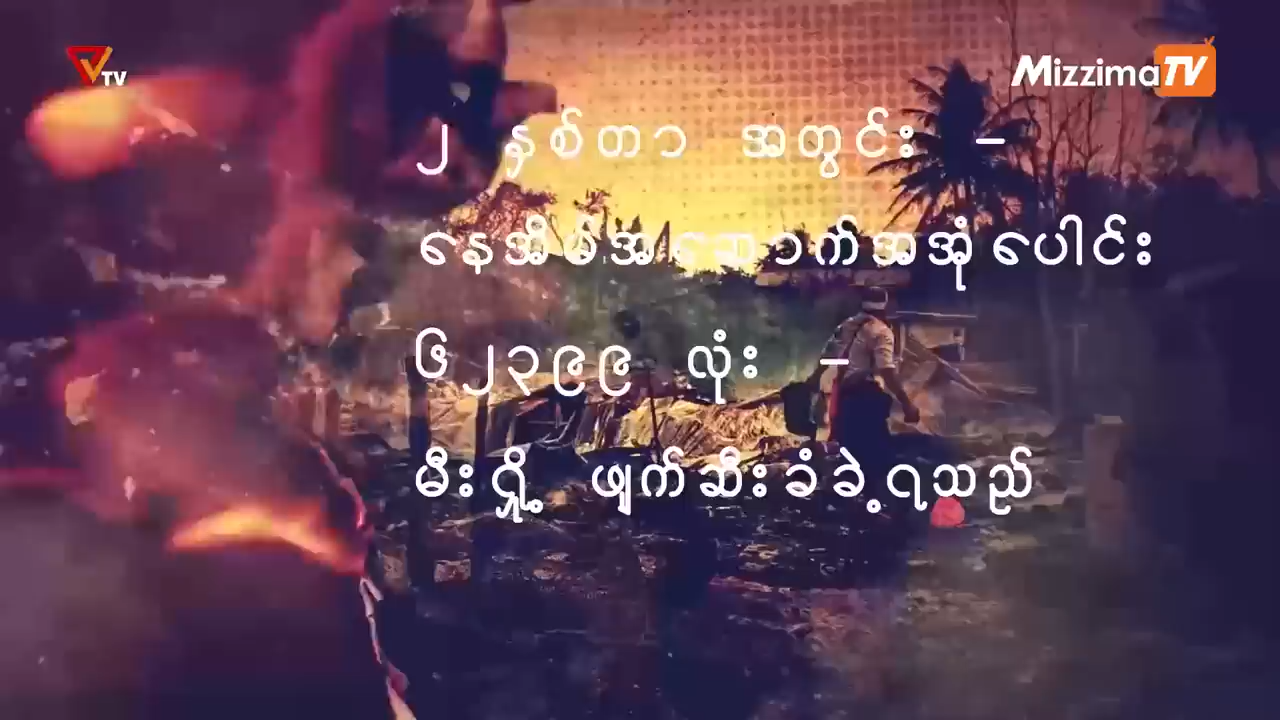 TV
MizzimaTV
၂ နှစ်တာ အတွင်း –
နေအိမ်အဆောက်အအုံပေါင်း
၆၂၃၉၉ လုံး –
မီးရှို့ ဖျက်ဆီးခံခဲ့ရသည်